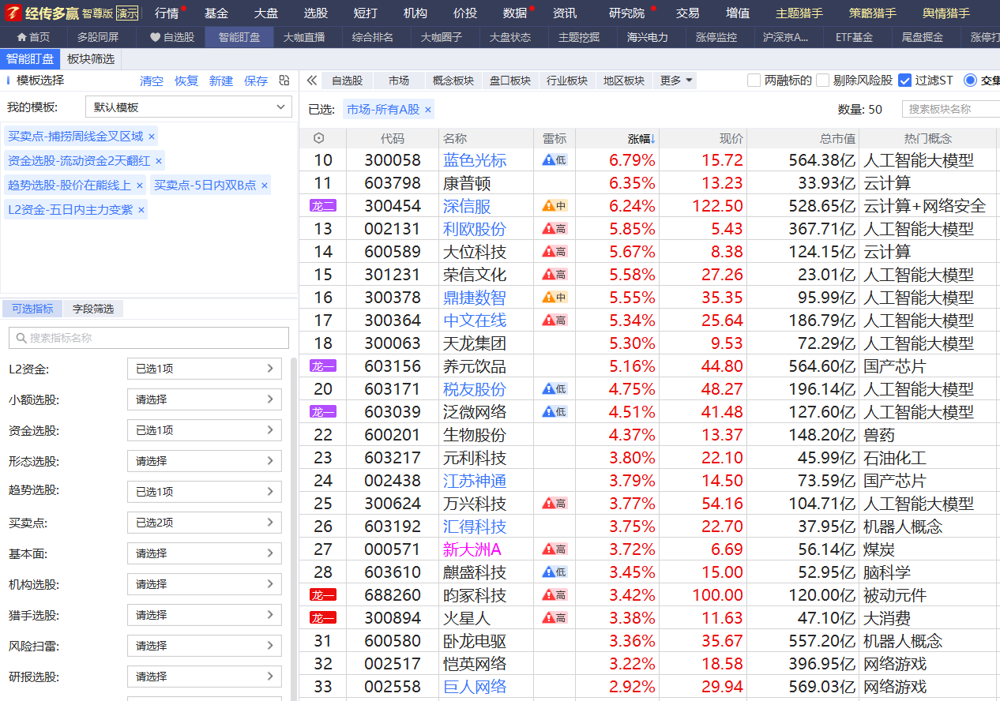 经传多赢 智尊版 演示 行情 基金 大盘 选股 短打 机构 价投 数据 资讯 研究院 交易 增值 主题猎手 策略猎手 舆情猎手
首页 多股同屏 自选股 智能盯盘 大咖直播 综合排名 大咖圈子 大盘状态 主题挖掘 海兴电力 涨停监控 沪深京A... ETF基金 尾盘掘金 涨停打
智能盯盘 板块筛选
模板选择 清空 恢复 新建 保存
我的模板: 默认模板
买卖点-捕捞周线金叉区域 ×
资金选股-流动资金2天翻红 ×
趋势选股-股价在熊线上 × 买卖点-5日内双B点 ×
L2资金-五日内主力变紫 ×
可选指标 字段筛选
搜索指标名称
L2资金: 已选1项
小额选股: 请选择
资金选股: 已选1项
形态选股: 请选择
趋势选股: 已选1项
买卖点: 已选2项
基本面: 请选择
机构选股: 请选择
猎手选股: 请选择
风险扫雷: 请选择
研报选股: 请选择
自选股 市场 概念板块 盘口板块 行业板块 地区板块 更多 两融标的 剔除风险股 过滤ST 交集
已选: 市场-所有A股 × 数量: 50 搜索板块名称
代码 名称 雷标 涨幅↓ 现价 总市值 热门概念
10 300058 蓝色光标 低 6.79% 15.72 564.38亿 人工智能大模型
11 603798 康普顿 6.35% 13.23 33.93亿 云计算
龙二 300454 深信服 中 6.24% 122.50 528.65亿 云计算+网络安全
13 002131 利欧股份 高 5.85% 5.43 367.71亿 人工智能大模型
14 600589 大位科技 高 5.67% 8.38 124.15亿 云计算
15 301231 荣信文化 高 5.58% 27.26 23.01亿 人工智能大模型
16 300378 鼎捷数智 中 5.55% 35.35 95.99亿 人工智能大模型
17 300364 中文在线 高 5.34% 25.64 186.79亿 人工智能大模型
18 300063 天龙集团 5.30% 9.53 72.29亿 人工智能大模型
龙一 603156 养元饮品 5.16% 44.80 564.60亿 国产芯片
20 603171 税友股份 低 4.75% 48.27 196.14亿 人工智能大模型
龙一 603039 泛微网络 低 4.51% 41.48 127.60亿 人工智能大模型
22 600201 生物股份 4.37% 13.37 148.20亿 兽药
23 603217 元利科技 3.80% 22.10 45.99亿 石油化工
24 002438 江苏神通 3.79% 14.50 73.59亿 国产芯片
25 300624 万兴科技 高 3.77% 54.16 104.71亿 人工智能大模型
26 603192 汇得科技 3.75% 22.70 37.95亿 机器人概念
27 000571 新大洲A 高 3.72% 6.69 56.14亿 煤炭
28 603610 麒盛科技 低 3.45% 15.00 52.95亿 脑科学
龙一 688260 昀冢科技 高 3.42% 100.00 120.00亿 被动元件
龙一 300894 火星人 高 3.38% 11.63 47.10亿 大消费
31 600580 卧龙电驱 3.36% 35.67 557.20亿 机器人概念
32 002517 恺英网络 3.22% 18.58 396.95亿 网络游戏
33 002558 巨人网络 2.92% 29.94 569.03亿 网络游戏